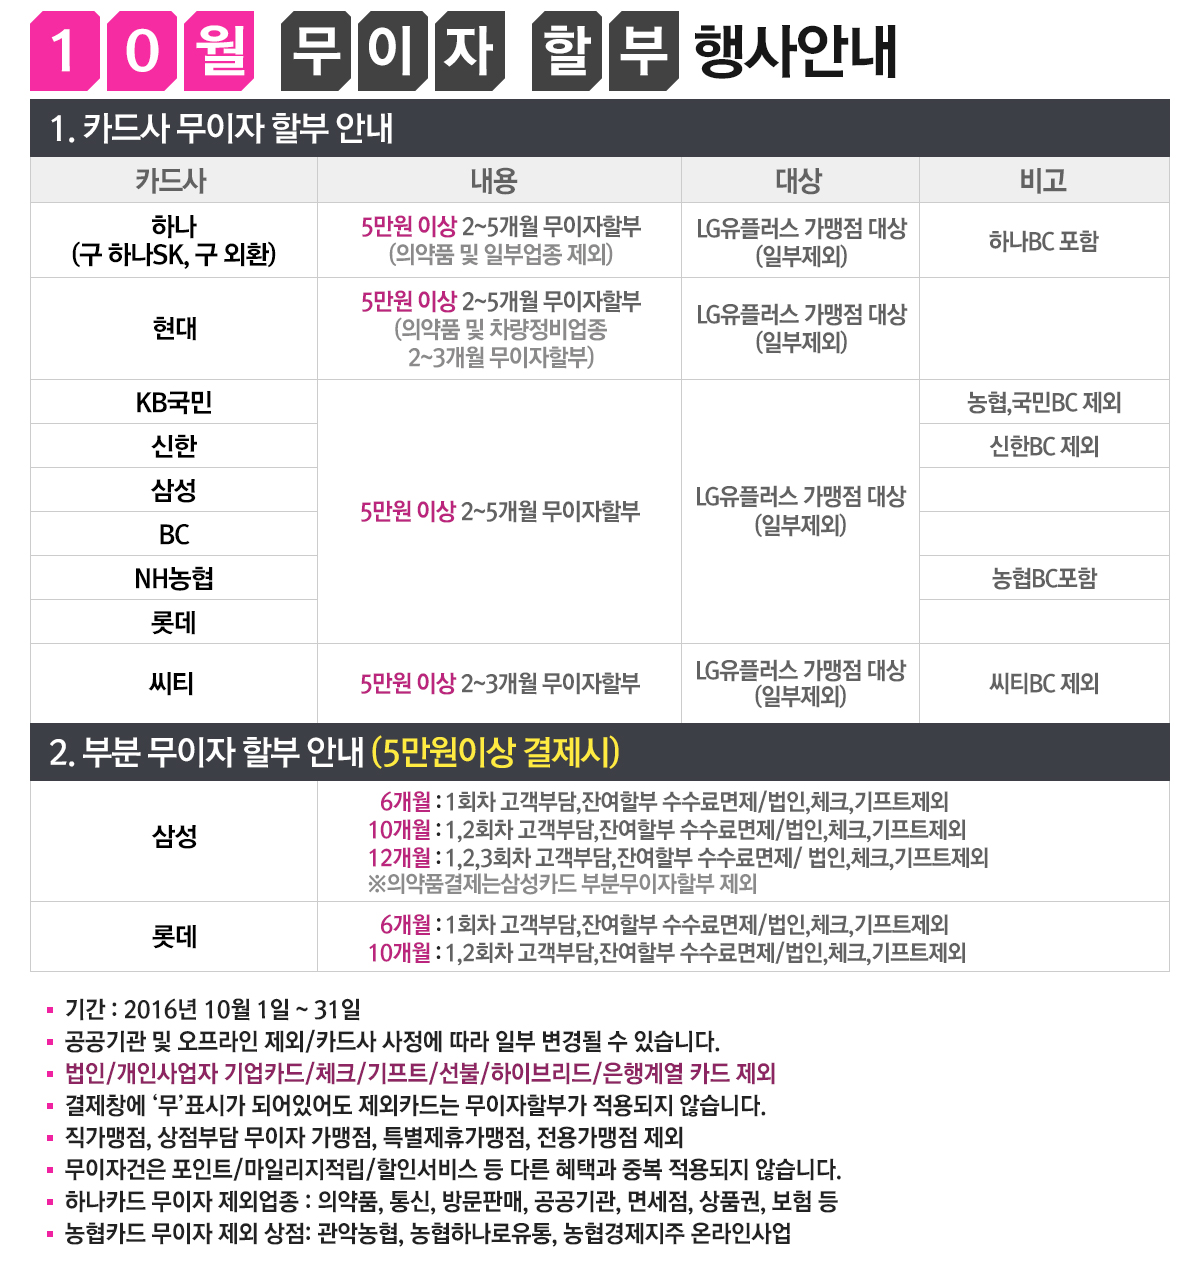 10월 무이자 할부 행사안내
1. 카드사 무이자 할부 안내
카드사 내용 대상 비고
하나
(구 하나SK, 구 외환)
5만원 이상 2~5개월 무이자할부
(의약품 및 일부업종 제외)
LG유플러스 가맹점 대상
(일부제외)
하나BC 포함
현대
5만원 이상 2~5개월 무이자할부
(의약품 및 차량정비업종
2~3개월 무이자할부)
LG유플러스 가맹점 대상
(일부제외)
KB국민
신한
삼성
BC
NH농협
롯데
5만원 이상 2~5개월 무이자할부
LG유플러스 가맹점 대상
(일부제외)
농협,국민BC 제외
신한BC 제외
농협BC포함
씨티
5만원 이상 2~3개월 무이자할부
LG유플러스 가맹점 대상
(일부제외)
씨티BC 제외
2. 부분 무이자 할부 안내 (5만원이상 결제시)
삼성
6개월 : 1회차 고객부담,잔여할부 수수료면제/법인,체크,기프트제외
10개월 : 1,2회차 고객부담,잔여할부 수수료면제/법인,체크,기프트제외
12개월 : 1,2,3회차 고객부담,잔여할부 수수료면제/ 법인,체크,기프트제외
※의약품결제는삼성카드 부분무이자할부 제외
롯데
6개월 : 1회차 고객부담,잔여할부 수수료면제/법인,체크,기프트제외
10개월 : 1,2회차 고객부담,잔여할부 수수료면제/법인,체크,기프트제외
기간 : 2016년 10월 1일 ~ 31일
공공기관 및 오프라인 제외/카드사 사정에 따라 일부 변경될 수 있습니다.
법인/개인사업자 기업카드/체크/기프트/선불/하이브리드/은행계열 카드 제외
결제창에 ‘무’표시가 되어있어도 제외카드는 무이자할부가 적용되지 않습니다.
직가맹점, 상점부담 무이자 가맹점, 특별제휴가맹점, 전용가맹점 제외
무이자건은 포인트/마일리지적립/할인서비스 등 다른 혜택과 중복 적용되지 않습니다.
하나카드 무이자 제외업종 : 의약품, 통신, 방문판매, 공공기관, 면세점, 상품권, 보험 등
농협카드 무이자 제외 상점: 관악농협, 농협하나로유통, 농협경제지주 온라인사업